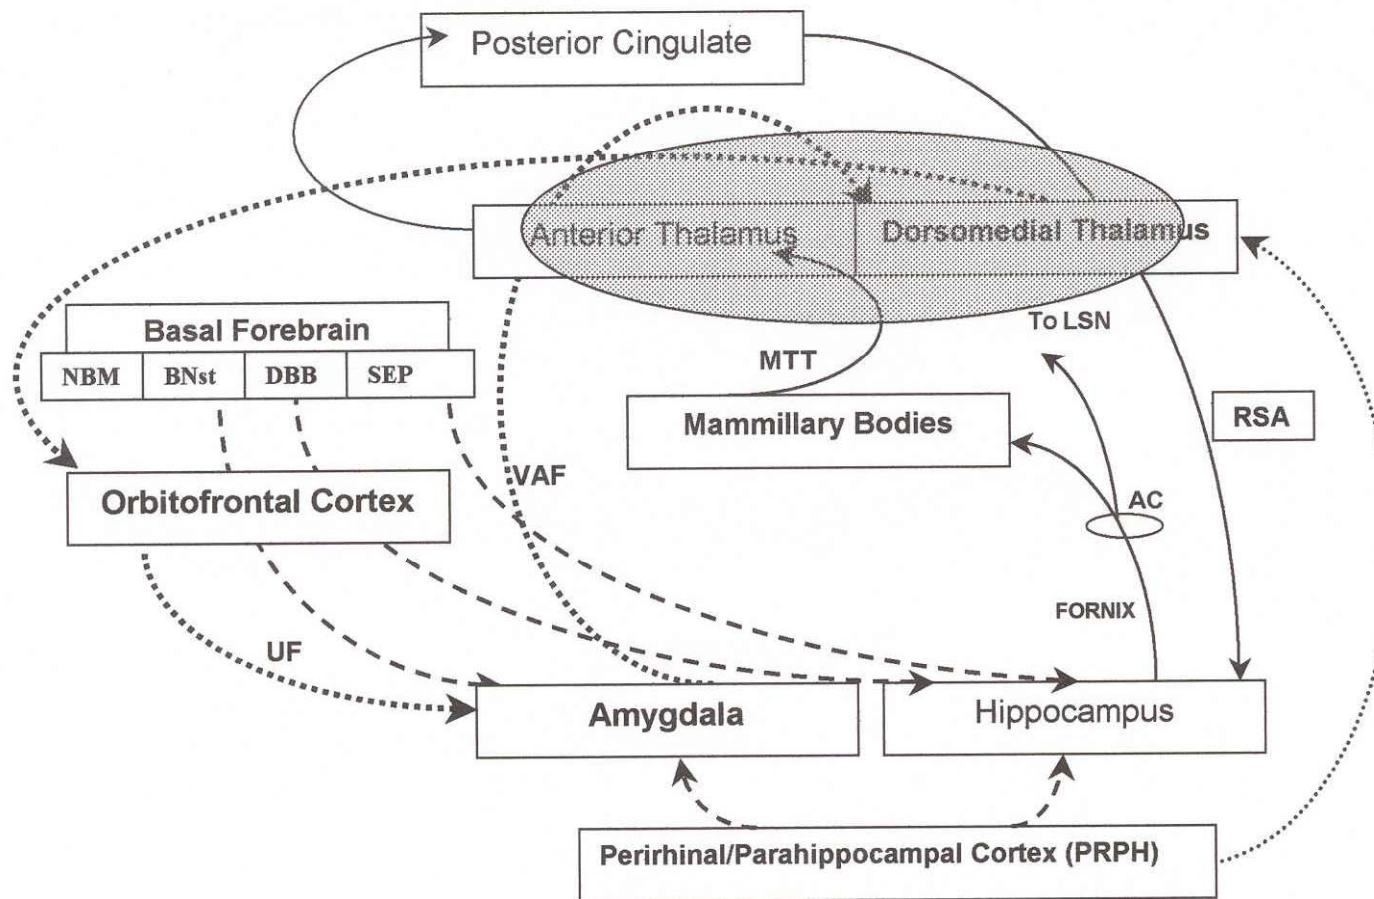 Posterior Cingulate
Anterior Thalamus
Dorsomedial Thalamus
To LSN
Basal Forebrain
NBM BNst DBB SEP
MTT
Mammillary Bodies
RSA
Orbitofrontal Cortex
VAF
AC
FORNIX
UF
Amygdala
Hippocampus
Perirhinal/Parahippocampal Cortex (PRPH)